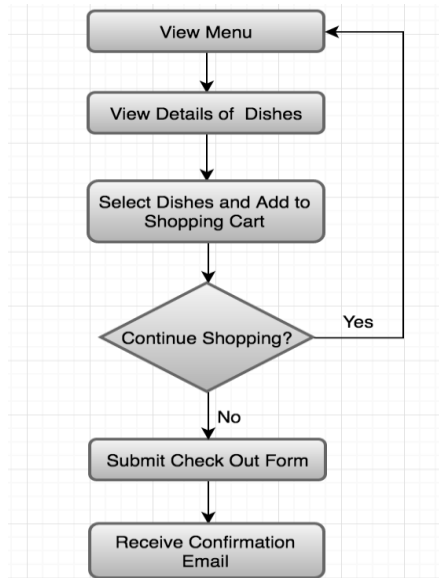 View Menu
View Details of Dishes
Select Dishes and Add to
Shopping Cart
Continue Shopping?
Yes
No
Submit Check Out Form
Receive Confirmation
Email